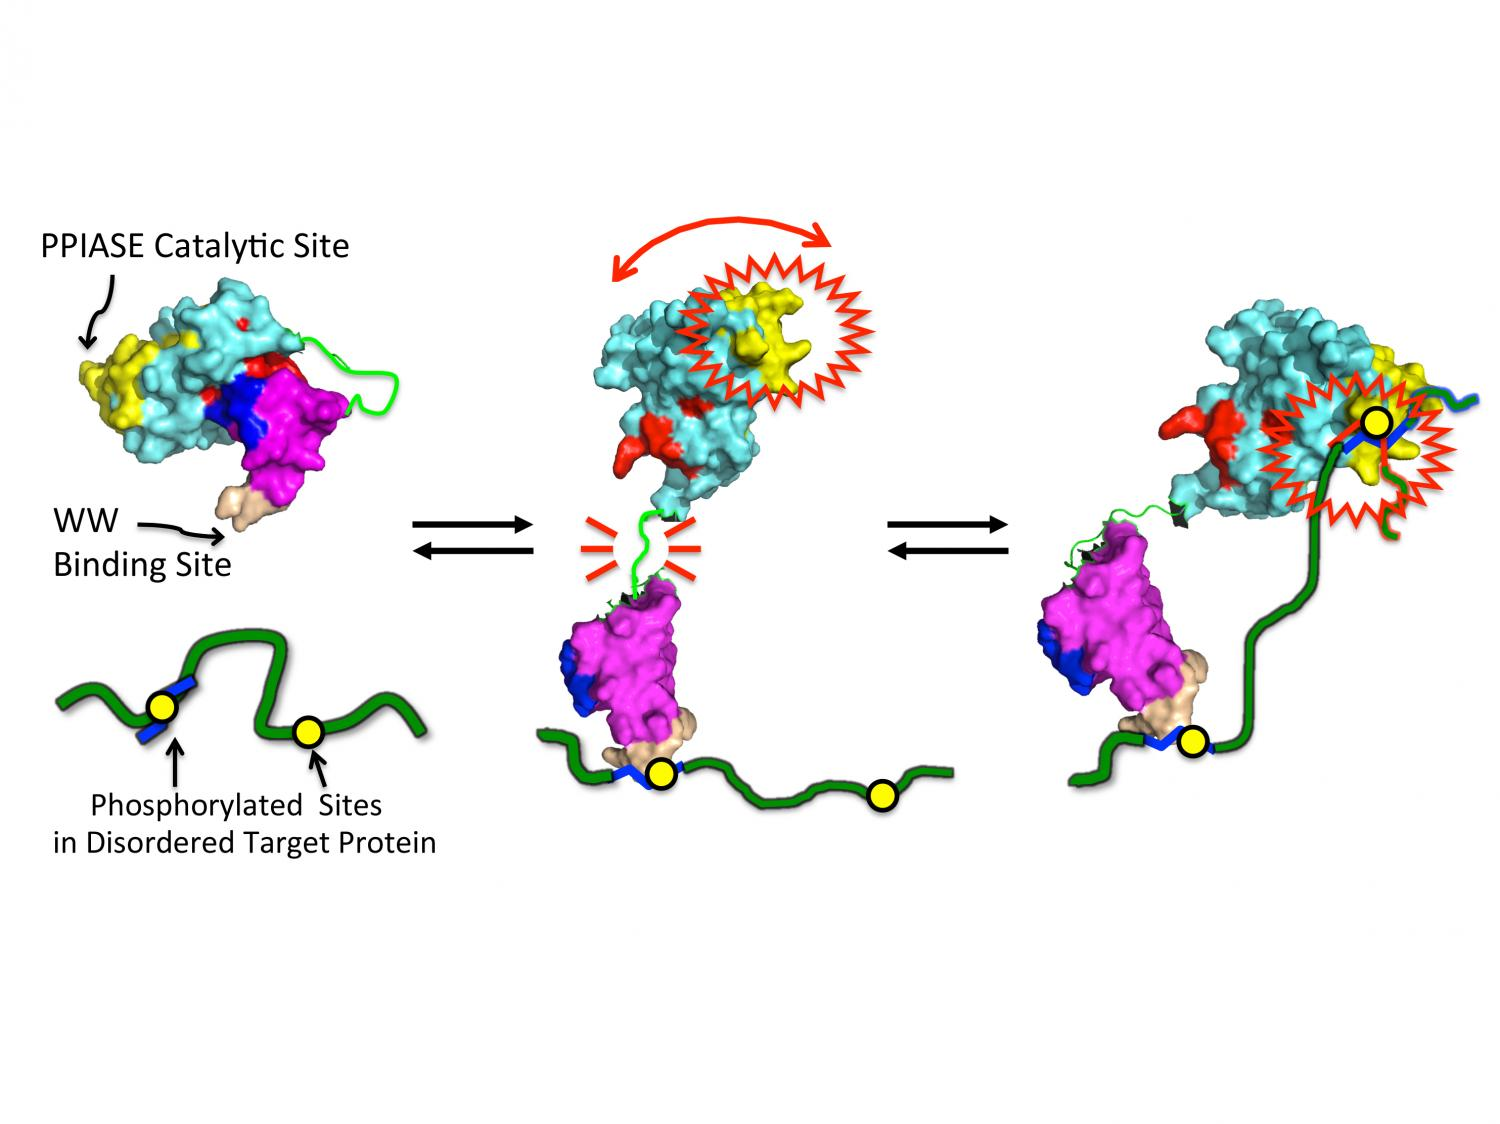 PPIASE Catalytic Site
WW
Binding Site
Phosphorylated Sites
in Disordered Target Protein